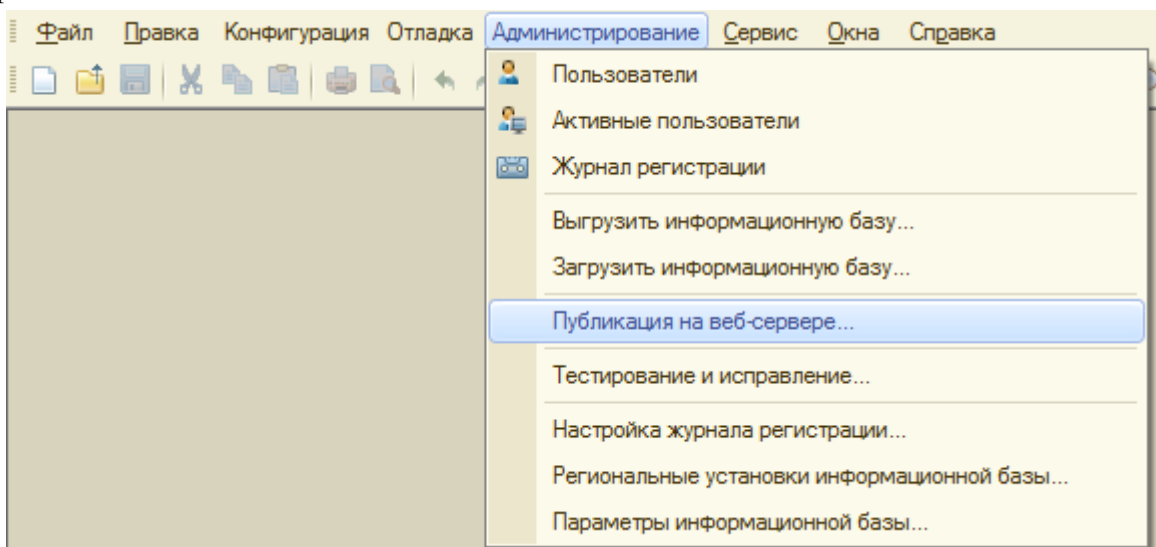 Файл Правка Конфигурация Отладка Администрирование Сервис Окна Справка
Пользователи
Активные пользователи
Журнал регистрации
Выгрузить информационную базу...
Загрузить информационную базу...
Публикация на веб-сервере...
Тестирование и исправление...
Настройка журнала регистрации...
Региональные установки информационной базы...
Параметры информационной базы...